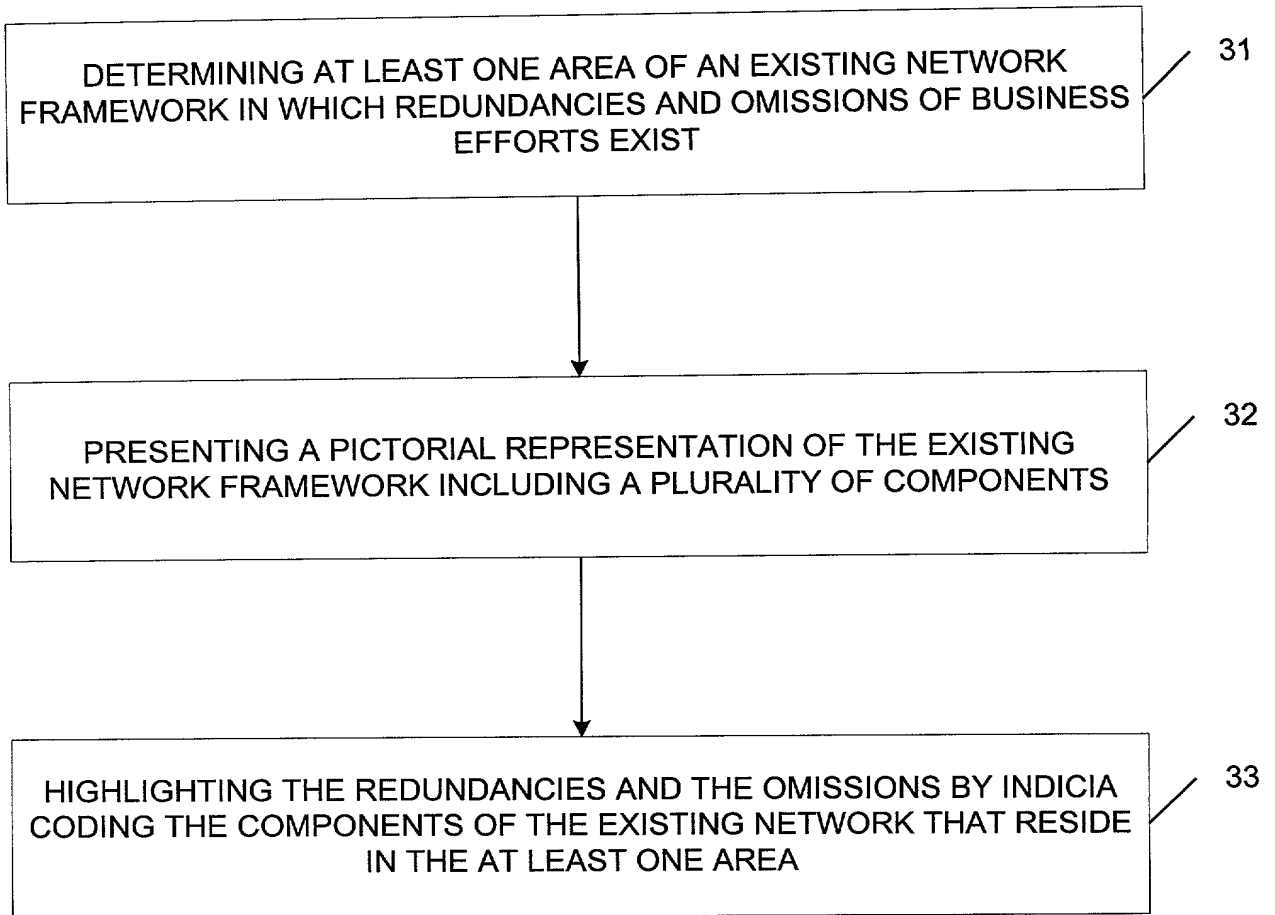 DETERMINING AT LEAST ONE AREA OF AN EXISTING NETWORK
FRAMEWORK IN WHICH REDUNDANCIES AND OMISSIONS OF BUSINESS
EFFORTS EXIST
31
PRESENTING A PICTORIAL REPRESENTATION OF THE EXISTING
NETWORK FRAMEWORK INCLUDING A PLURALITY OF COMPONENTS
32
HIGHLIGHTING THE REDUNDANCIES AND THE OMISSIONS BY INDICIA
CODING THE COMPONENTS OF THE EXISTING NETWORK THAT RESIDE
IN THE AT LEAST ONE AREA
33